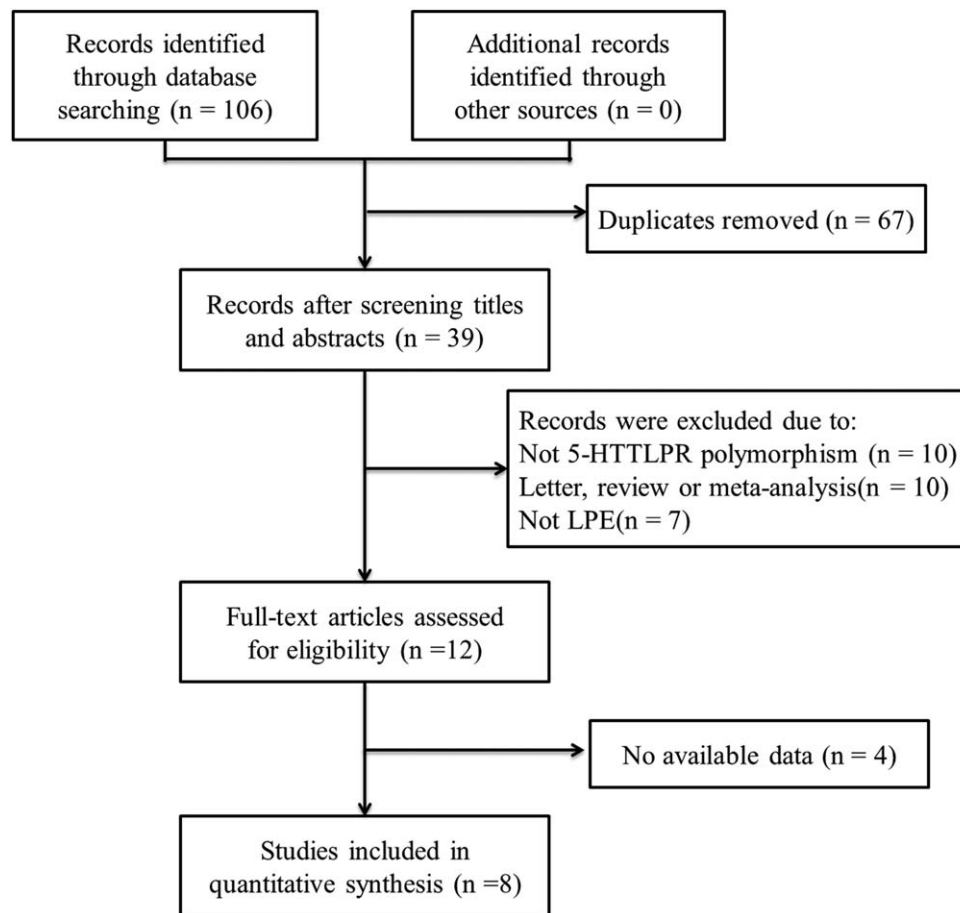 Records identified
through database
searching (n = 106)
Additional records
identified through
other sources (n = 0)
Duplicates removed (n = 67)
Records after screening titles
and abstracts (n = 39)
Records were excluded due to:
Not 5-HTTLPR polymorphism (n = 10)
Letter, review or meta-analysis(n = 10)
Not LPE(n = 7)
Full-text articles assessed
for eligibility (n =12)
No available data (n = 4)
Studies included in
quantitative synthesis (n =8)